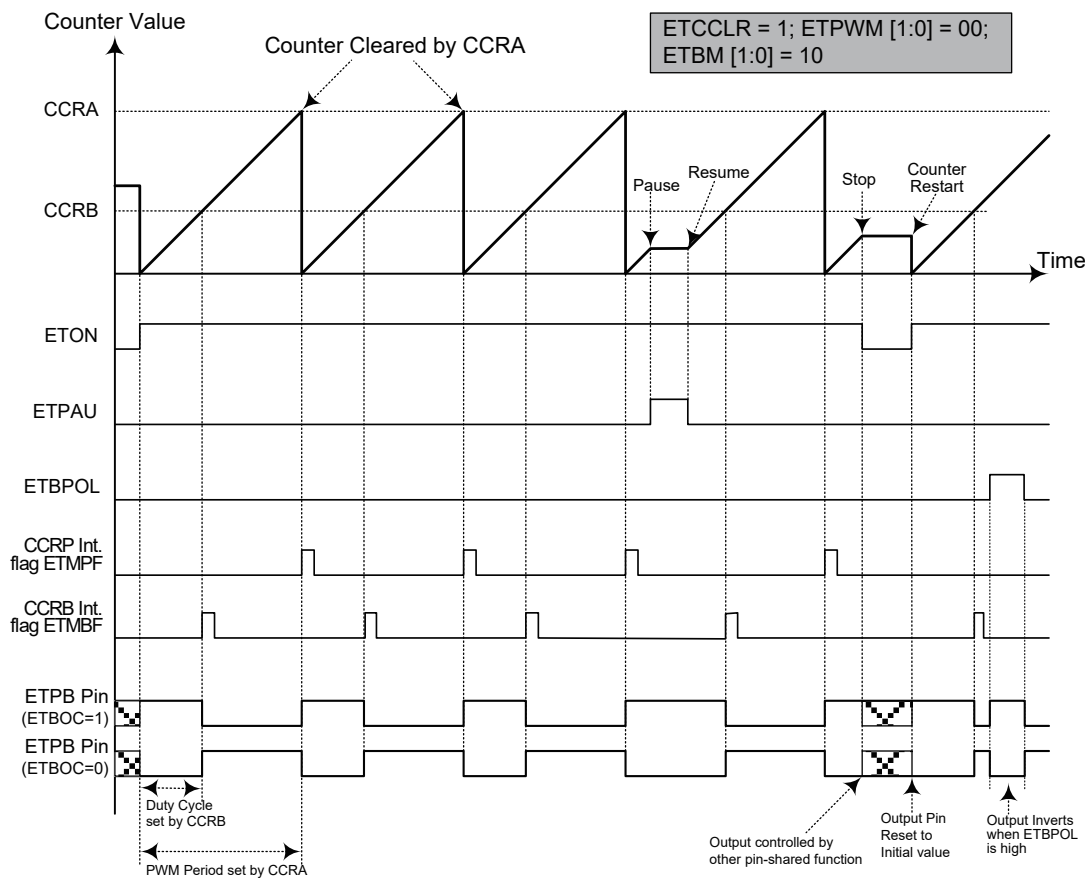 Counter Value
ETCCLR = 1; ETPWM [1:0] = 00;
ETBM [1:0] = 10
Counter Cleared by CCRA
CCRA
Pause
Resume
Stop
Counter
Restart
CCRB
Time
ETON
ETPAU
ETBPOL
CCRP Int.
flag ETMPF
CCRB Int.
flag ETMBF
ETPB Pin
(ETBOC=1)
ETPB Pin
(ETBOC=0)
Duty Cycle
set by CCRB
PWM Period set by CCRA
Output controlled by
other pin-shared function
Output Pin
Reset to
Initial value
Output Inverts
when ETBPOL
is high